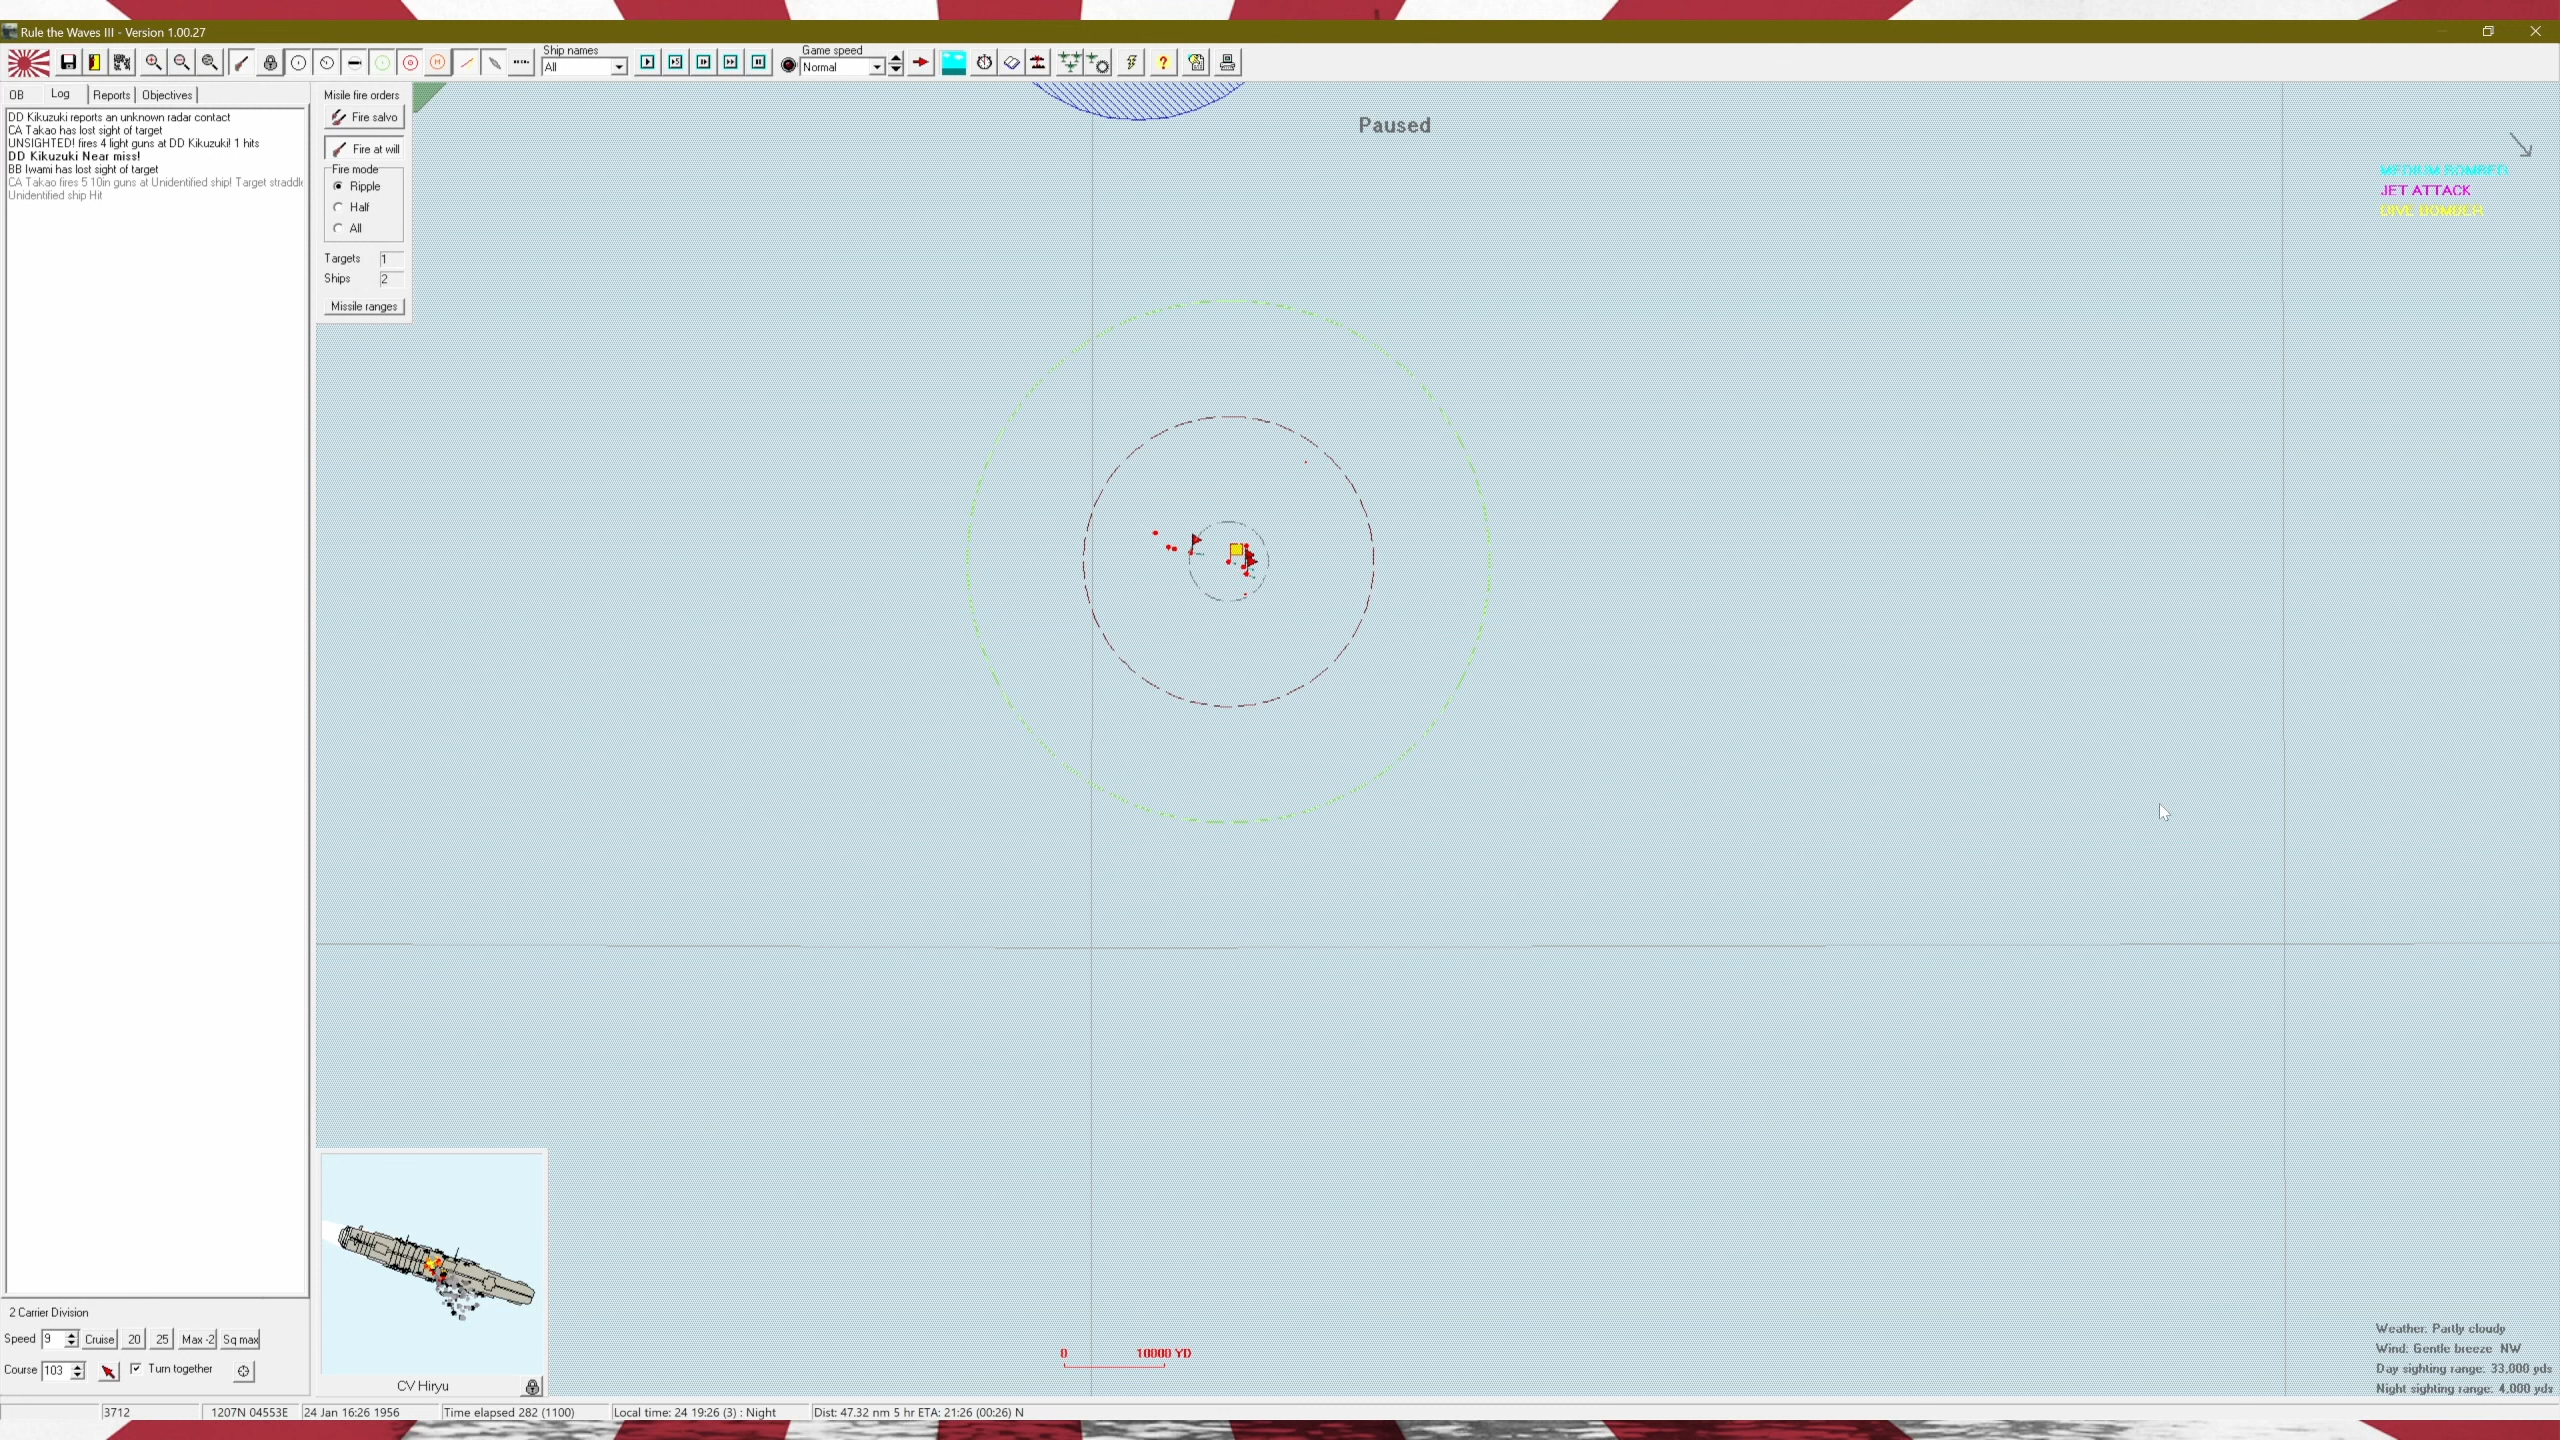 Rule the Waves III - Version 1.00.27
Ship names
All
Game speed
Normal
OB
Log
Reports
Objectives
DD Kikuzuki reports an unknown radar contact
CA Takao has lost sight of target
UNSIGHTED! fires 4 light guns at DD Kikuzuki! 1 hits
DD Kikuzuki Near miss!
BB Iwami has lost sight of target
CA Takao fires 5 10in guns at Unidentified ship! Target straddle
Unidentified ship Hit
Misile fire orders
Fire salvo
Fire at will
Fire mode
Ripple
Half
All
Targets 1
Ships 2
Missile ranges
Paused
MEDIUM BOMBER
JET ATTACK
DIVE BOMBER
0 10000 YD
CV Hiryu
2 Carrier Division
Speed 9 Cruise 20 25 Max -2 Sq max
Course 103 Turn together
Weather: Partly cloudy
Wind: Gentle breeze NW
Day sighting range: 33,000 yds
Night sighting range: 4,000 yds
3712 1207N 04553E 24 Jan 16:26 1956 Time elapsed 282 (1100) Local time: 24 19:26 (3) : Night Dist: 47.32 nm 5 hr ETA: 21:26 (00:26) N